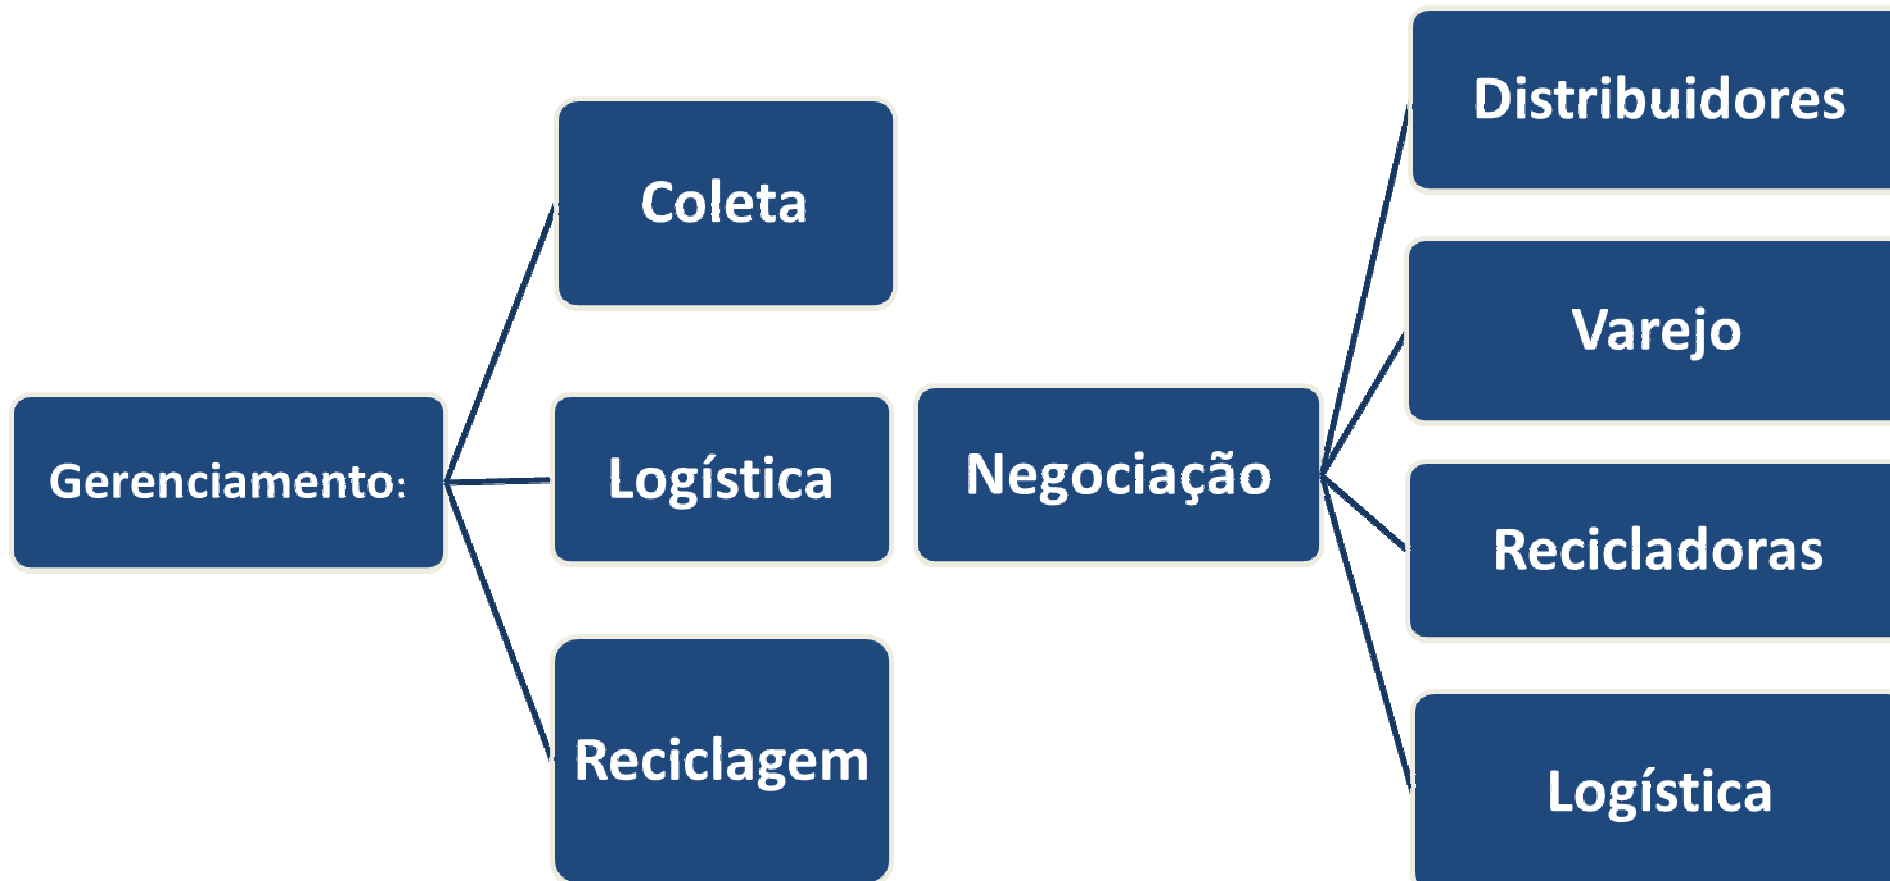 Gerenciamento:
Coleta
Logística
Reciclagem
Negociação
Distribuidores
Varejo
Recicladoras
Logística